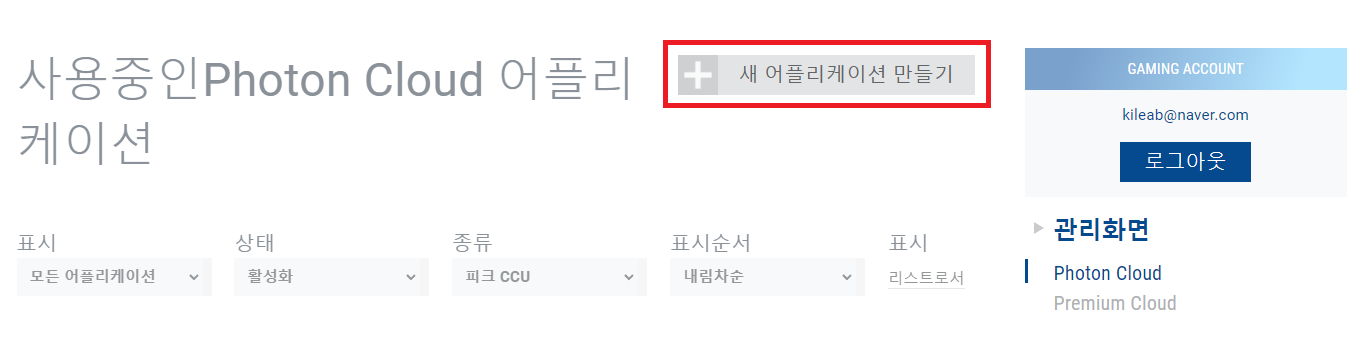 사용중인Photon Cloud 어플리
케이션
새 어플리케이션 만들기
GAMING ACCOUNT
kileab@naver.com
로그아웃
관리화면
Photon Cloud
Premium Cloud
표시 상태 종류 표시순서 표시
모든 어플리케이션 활성화 피크 CCU 내림차순 리스트로서